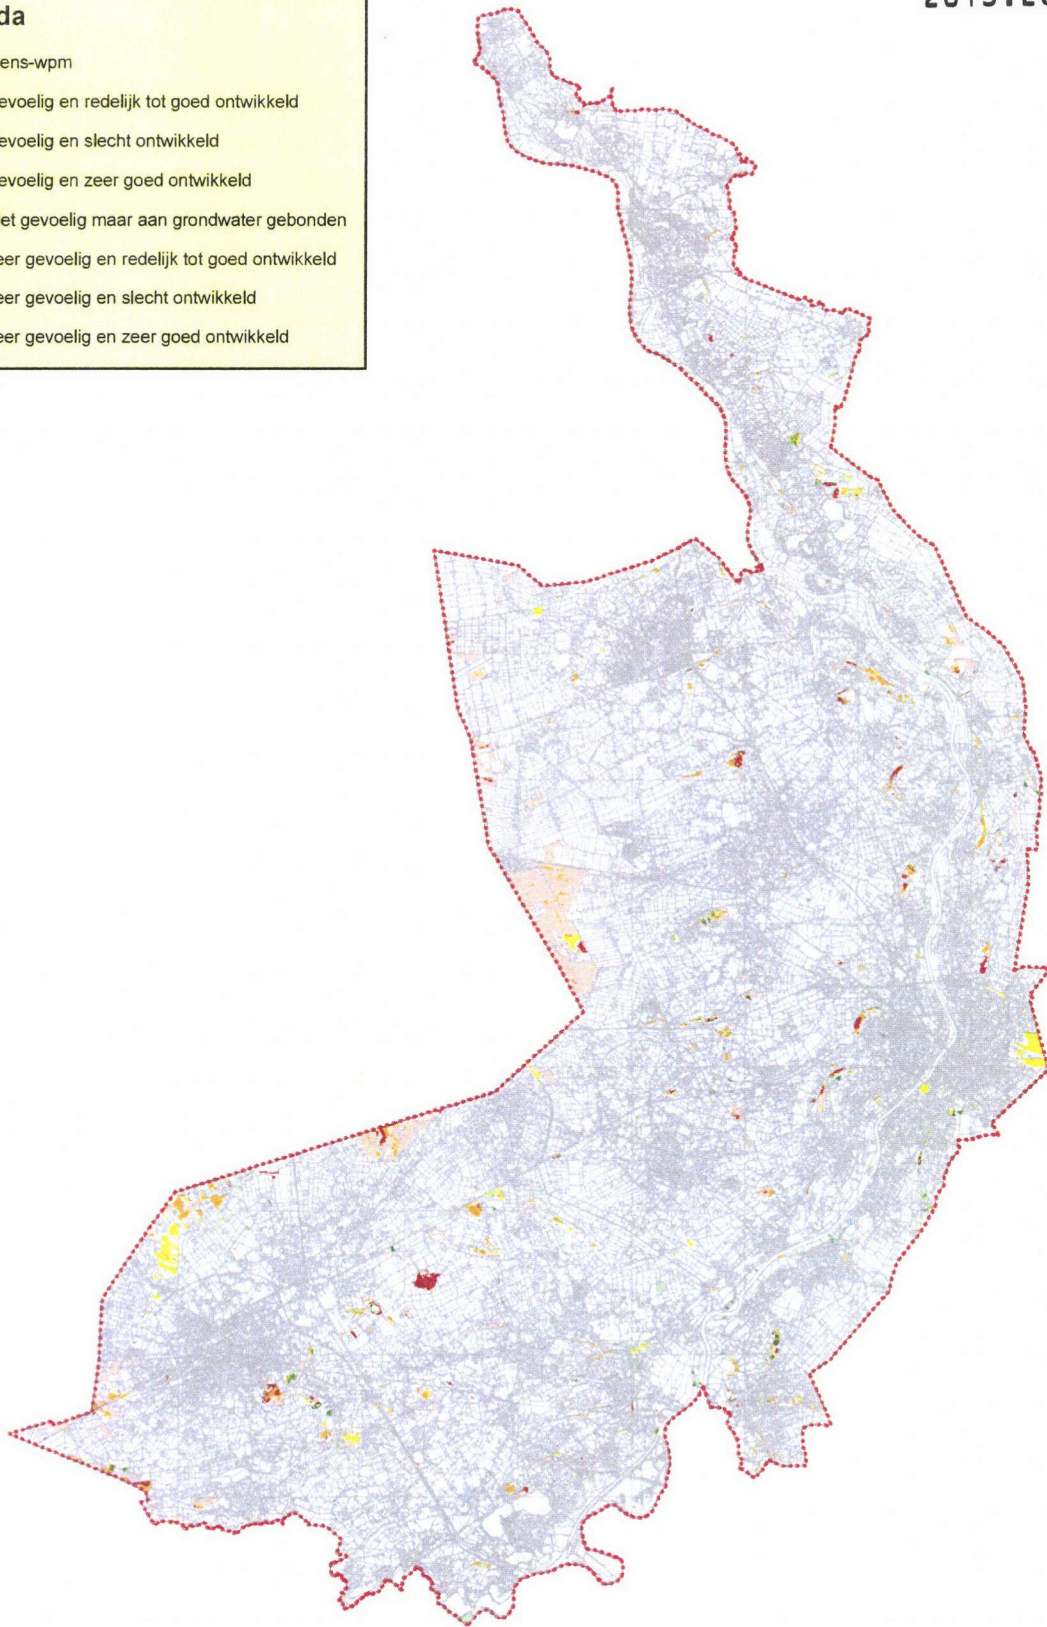 da
ens-wpm
evoelig en redelijk tot goed ontwikkeld
evoelig en slecht ontwikkeld
evoelig en zeer goed ontwikkeld
iet gevoelig maar aan grondwater gebonden
eer gevoelig en redelijk tot goed ontwikkeld
eer gevoelig en slecht ontwikkeld
eer gevoelig en zeer goed ontwikkeld